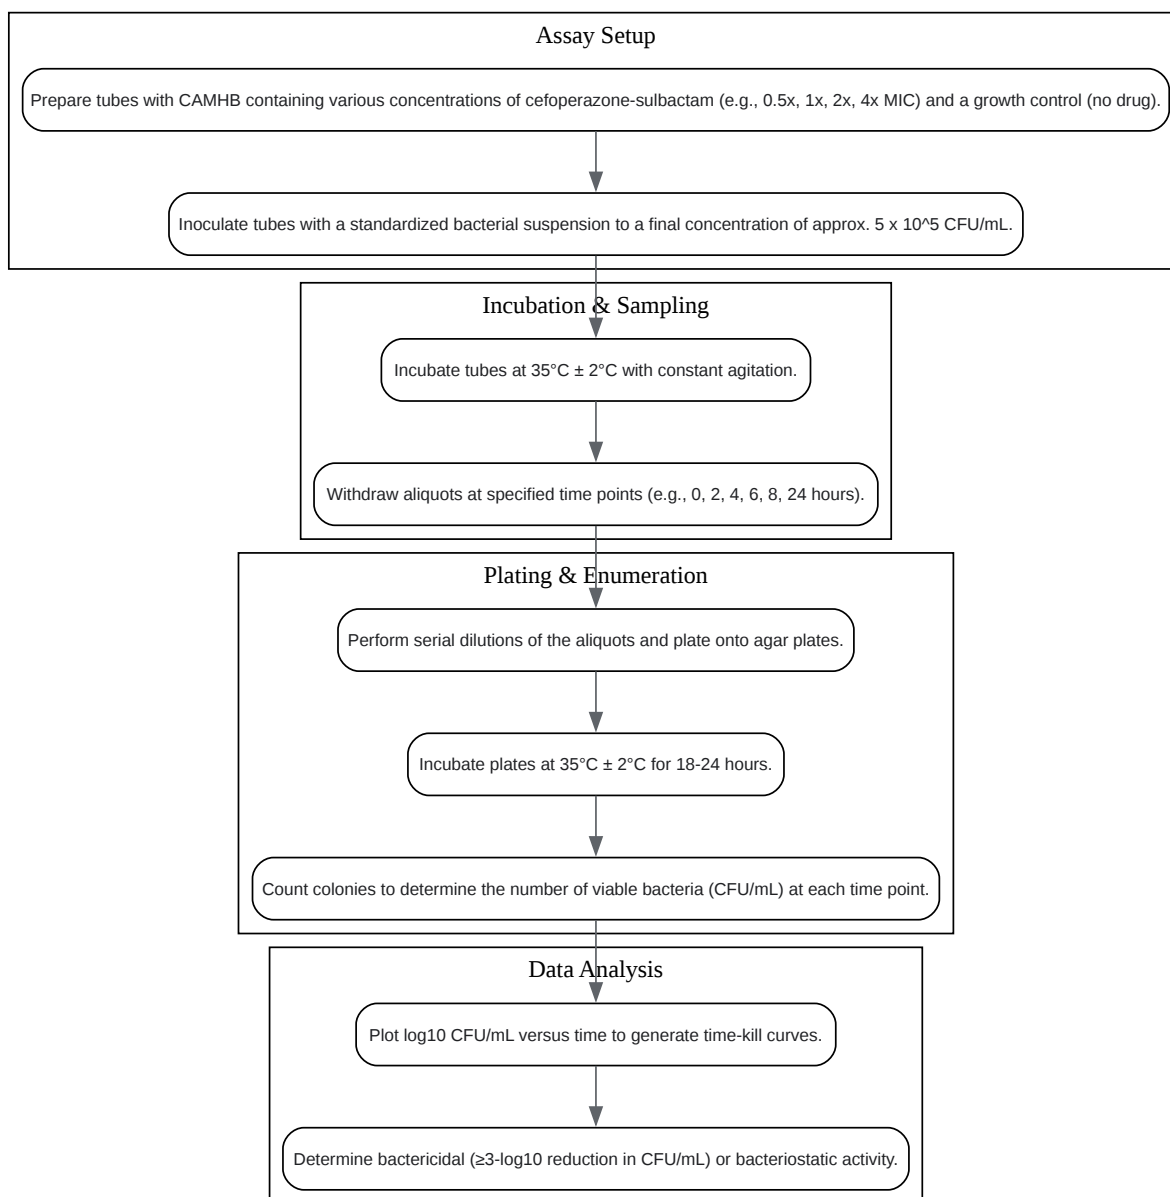 Assay Setup
Prepare tubes with CAMHB containing various concentrations of cefoperazone-sulbactam (e.g., 0.5x, 1x, 2x, 4x MIC) and a growth control (no drug).
Inoculate tubes with a standardized bacterial suspension to a final concentration of approx. 5 x 10^5 CFU/mL.
Incubation & Sampling
Incubate tubes at 35°C ± 2°C with constant agitation.
Withdraw aliquots at specified time points (e.g., 0, 2, 4, 6, 8, 24 hours).
Plating & Enumeration
Perform serial dilutions of the aliquots and plate onto agar plates.
Incubate plates at 35°C ± 2°C for 18-24 hours.
Count colonies to determine the number of viable bacteria (CFU/mL) at each time point.
Data Analysis
Plot log10 CFU/mL versus time to generate time-kill curves.
Determine bactericidal (≥3-log10 reduction in CFU/mL) or bacteriostatic activity.